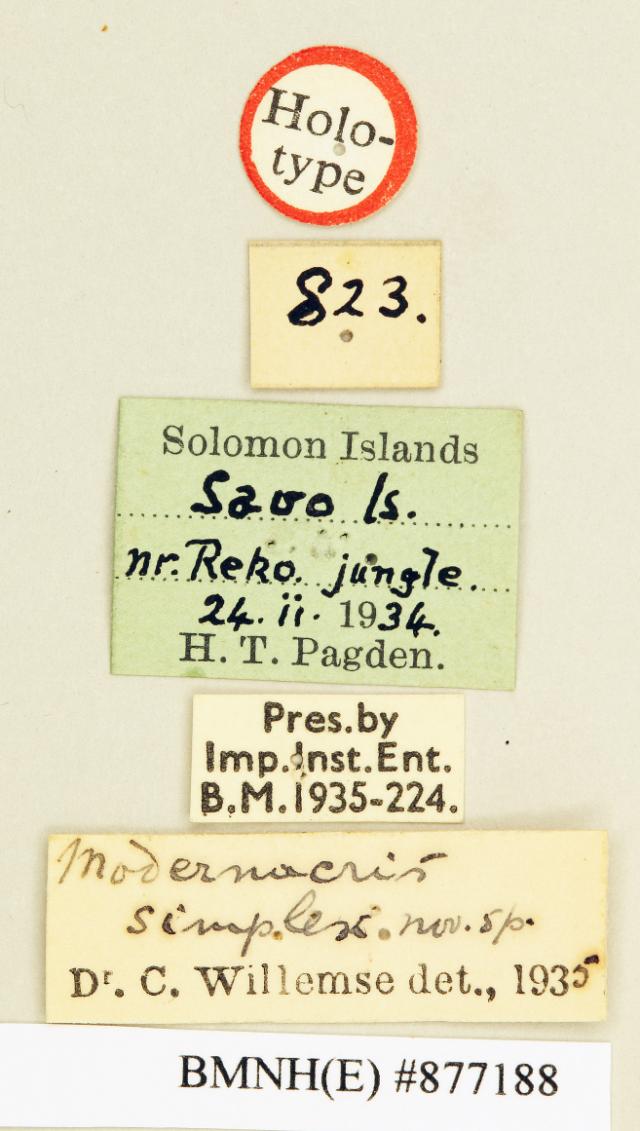 Holo-
type
823.
Solomon Islands
Savo Is.
nr. Reko. jungle.
24. ii. 1934.
H. T. Pagden.
Pres.by
Imp.Inst.Ent.
B.M.1935-224.
Modernacris
simplex. nov. sp.
Dr. C. Willemse det., 1935
BMNH(E) #877188